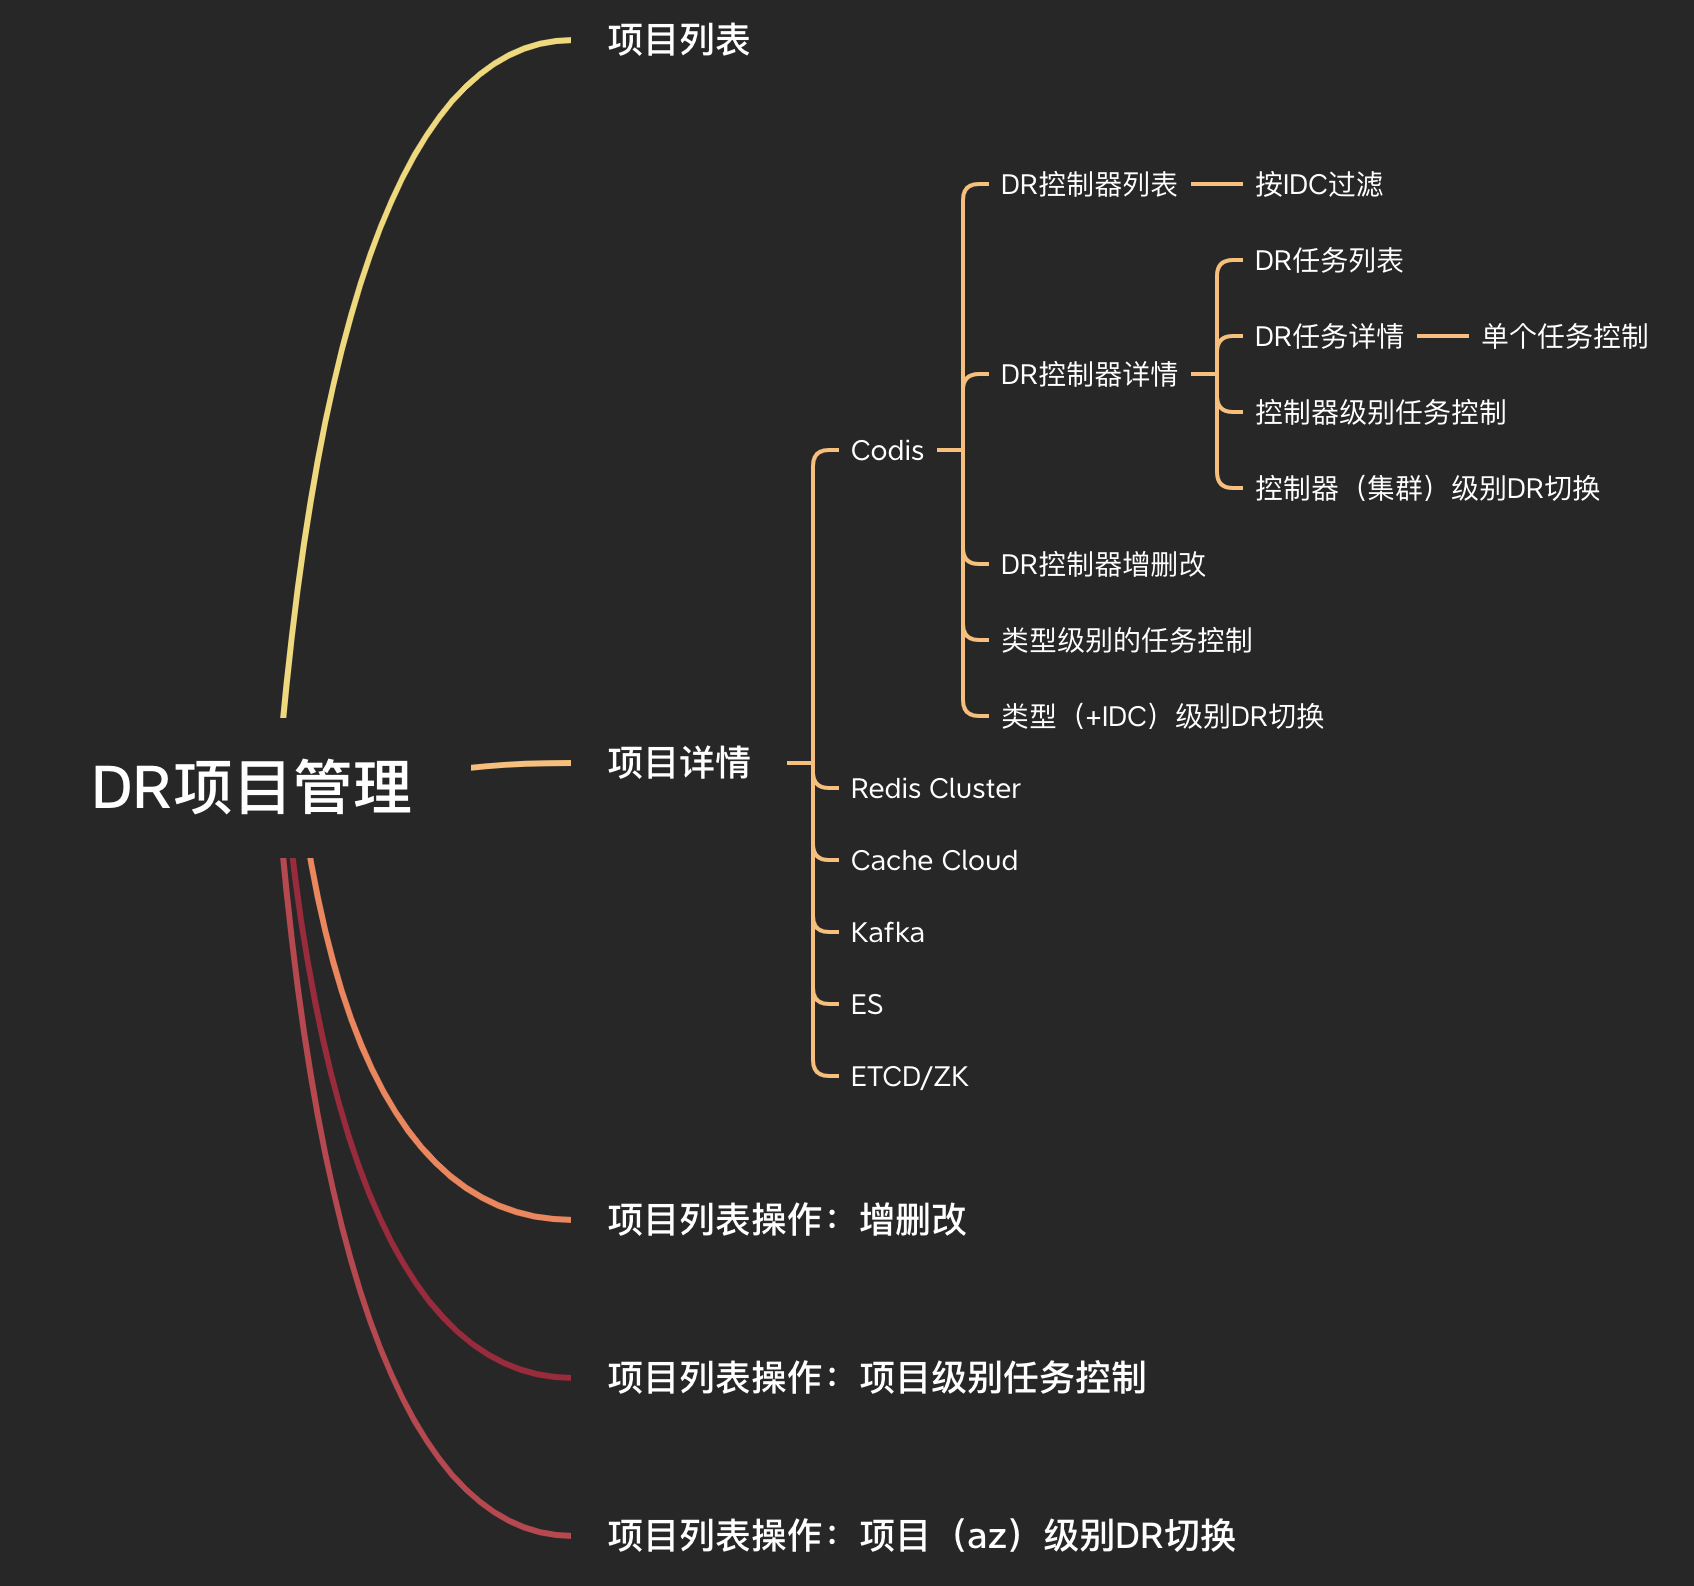 项目列表
DR控制器列表
按IDC过滤
DR任务列表
DR任务详情
单个任务控制
DR控制器详情
控制器级别任务控制
Codis
控制器（集群）级别DR切换
DR控制器增删改
类型级别的任务控制
类型（+IDC）级别DR切换
DR项目管理
项目详情
Redis Cluster
Cache Cloud
Kafka
ES
ETCD/ZK
项目列表操作：增删改
项目列表操作：项目级别任务控制
项目列表操作：项目（az）级别DR切换